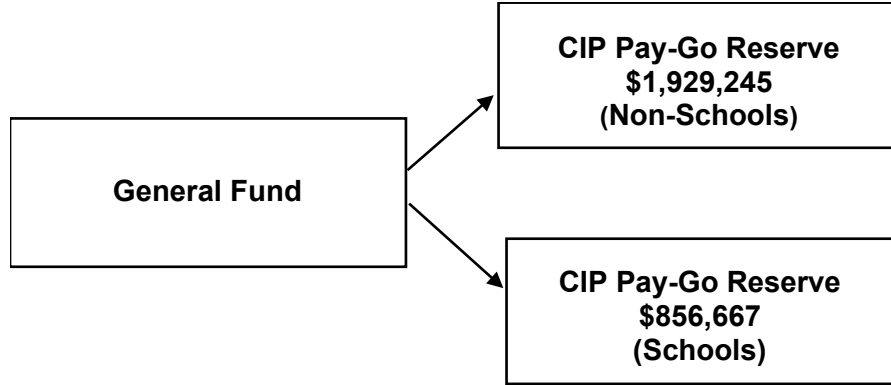 CIP Pay-Go Reserve
$1,929,245
(Non-Schools)
General Fund
CIP Pay-Go Reserve
$856,667
(Schools)